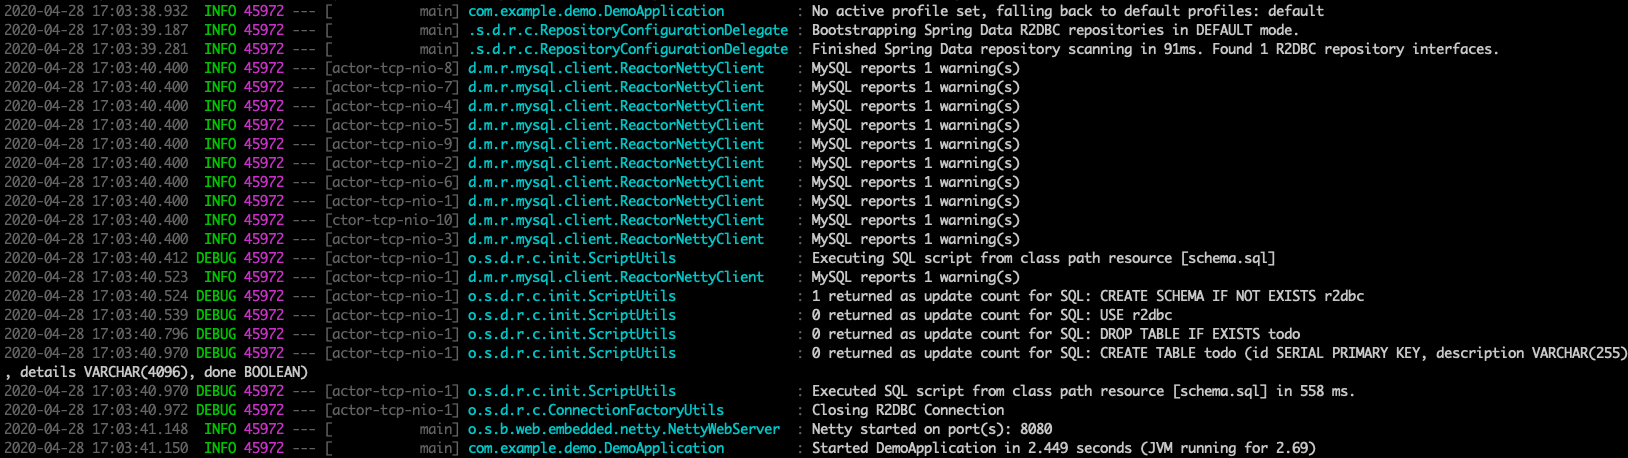 2020-04-28 17:03:38.932  INFO 45972 --- [           main] com.example.demo.DemoApplication         : No active profile set, falling back to default profiles: default
2020-04-28 17:03:39.187  INFO 45972 --- [           main] .s.d.r.c.RepositoryConfigurationDelegate : Bootstrapping Spring Data R2DBC repositories in DEFAULT mode.
2020-04-28 17:03:39.281  INFO 45972 --- [           main] .s.d.r.c.RepositoryConfigurationDelegate : Finished Spring Data repository scanning in 91ms. Found 1 R2DBC repository interfaces.
2020-04-28 17:03:40.400  INFO 45972 --- [actor-tcp-nio-8] d.m.r.mysql.client.ReactorNettyClient    : MySQL reports 1 warning(s)
2020-04-28 17:03:40.400  INFO 45972 --- [actor-tcp-nio-7] d.m.r.mysql.client.ReactorNettyClient    : MySQL reports 1 warning(s)
2020-04-28 17:03:40.400  INFO 45972 --- [actor-tcp-nio-4] d.m.r.mysql.client.ReactorNettyClient    : MySQL reports 1 warning(s)
2020-04-28 17:03:40.400  INFO 45972 --- [actor-tcp-nio-5] d.m.r.mysql.client.ReactorNettyClient    : MySQL reports 1 warning(s)
2020-04-28 17:03:40.400  INFO 45972 --- [actor-tcp-nio-9] d.m.r.mysql.client.ReactorNettyClient    : MySQL reports 1 warning(s)
2020-04-28 17:03:40.400  INFO 45972 --- [actor-tcp-nio-2] d.m.r.mysql.client.ReactorNettyClient    : MySQL reports 1 warning(s)
2020-04-28 17:03:40.400  INFO 45972 --- [actor-tcp-nio-6] d.m.r.mysql.client.ReactorNettyClient    : MySQL reports 1 warning(s)
2020-04-28 17:03:40.400  INFO 45972 --- [actor-tcp-nio-1] d.m.r.mysql.client.ReactorNettyClient    : MySQL reports 1 warning(s)
2020-04-28 17:03:40.400  INFO 45972 --- [ctor-tcp-nio-10] d.m.r.mysql.client.ReactorNettyClient    : MySQL reports 1 warning(s)
2020-04-28 17:03:40.400  INFO 45972 --- [actor-tcp-nio-3] d.m.r.mysql.client.ReactorNettyClient    : MySQL reports 1 warning(s)
2020-04-28 17:03:40.412 DEBUG 45972 --- [actor-tcp-nio-1] o.s.d.r.c.init.ScriptUtils               : Executing SQL script from class path resource [schema.sql]
2020-04-28 17:03:40.523  INFO 45972 --- [actor-tcp-nio-1] d.m.r.mysql.client.ReactorNettyClient    : MySQL reports 1 warning(s)
2020-04-28 17:03:40.524 DEBUG 45972 --- [actor-tcp-nio-1] o.s.d.r.c.init.ScriptUtils               : 1 returned as update count for SQL: CREATE SCHEMA IF NOT EXISTS r2dbc
2020-04-28 17:03:40.539 DEBUG 45972 --- [actor-tcp-nio-1] o.s.d.r.c.init.ScriptUtils               : 0 returned as update count for SQL: USE r2dbc
2020-04-28 17:03:40.796 DEBUG 45972 --- [actor-tcp-nio-1] o.s.d.r.c.init.ScriptUtils               : 0 returned as update count for SQL: DROP TABLE IF EXISTS todo
2020-04-28 17:03:40.970 DEBUG 45972 --- [actor-tcp-nio-1] o.s.d.r.c.init.ScriptUtils               : 0 returned as update count for SQL: CREATE TABLE todo (id SERIAL PRIMARY KEY, description VARCHAR(255)
, details VARCHAR(4096), done BOOLEAN)
2020-04-28 17:03:40.970 DEBUG 45972 --- [actor-tcp-nio-1] o.s.d.r.c.init.ScriptUtils               : Executed SQL script from class path resource [schema.sql] in 558 ms.
2020-04-28 17:03:40.972 DEBUG 45972 --- [actor-tcp-nio-1] o.s.d.r.c.ConnectionFactoryUtils         : Closing R2DBC Connection
2020-04-28 17:03:41.148  INFO 45972 --- [           main] o.s.b.web.embedded.netty.NettyWebServer  : Netty started on port(s): 8080
2020-04-28 17:03:41.150  INFO 45972 --- [           main] com.example.demo.DemoApplication         : Started DemoApplication in 2.449 seconds (JVM running for 2.69)